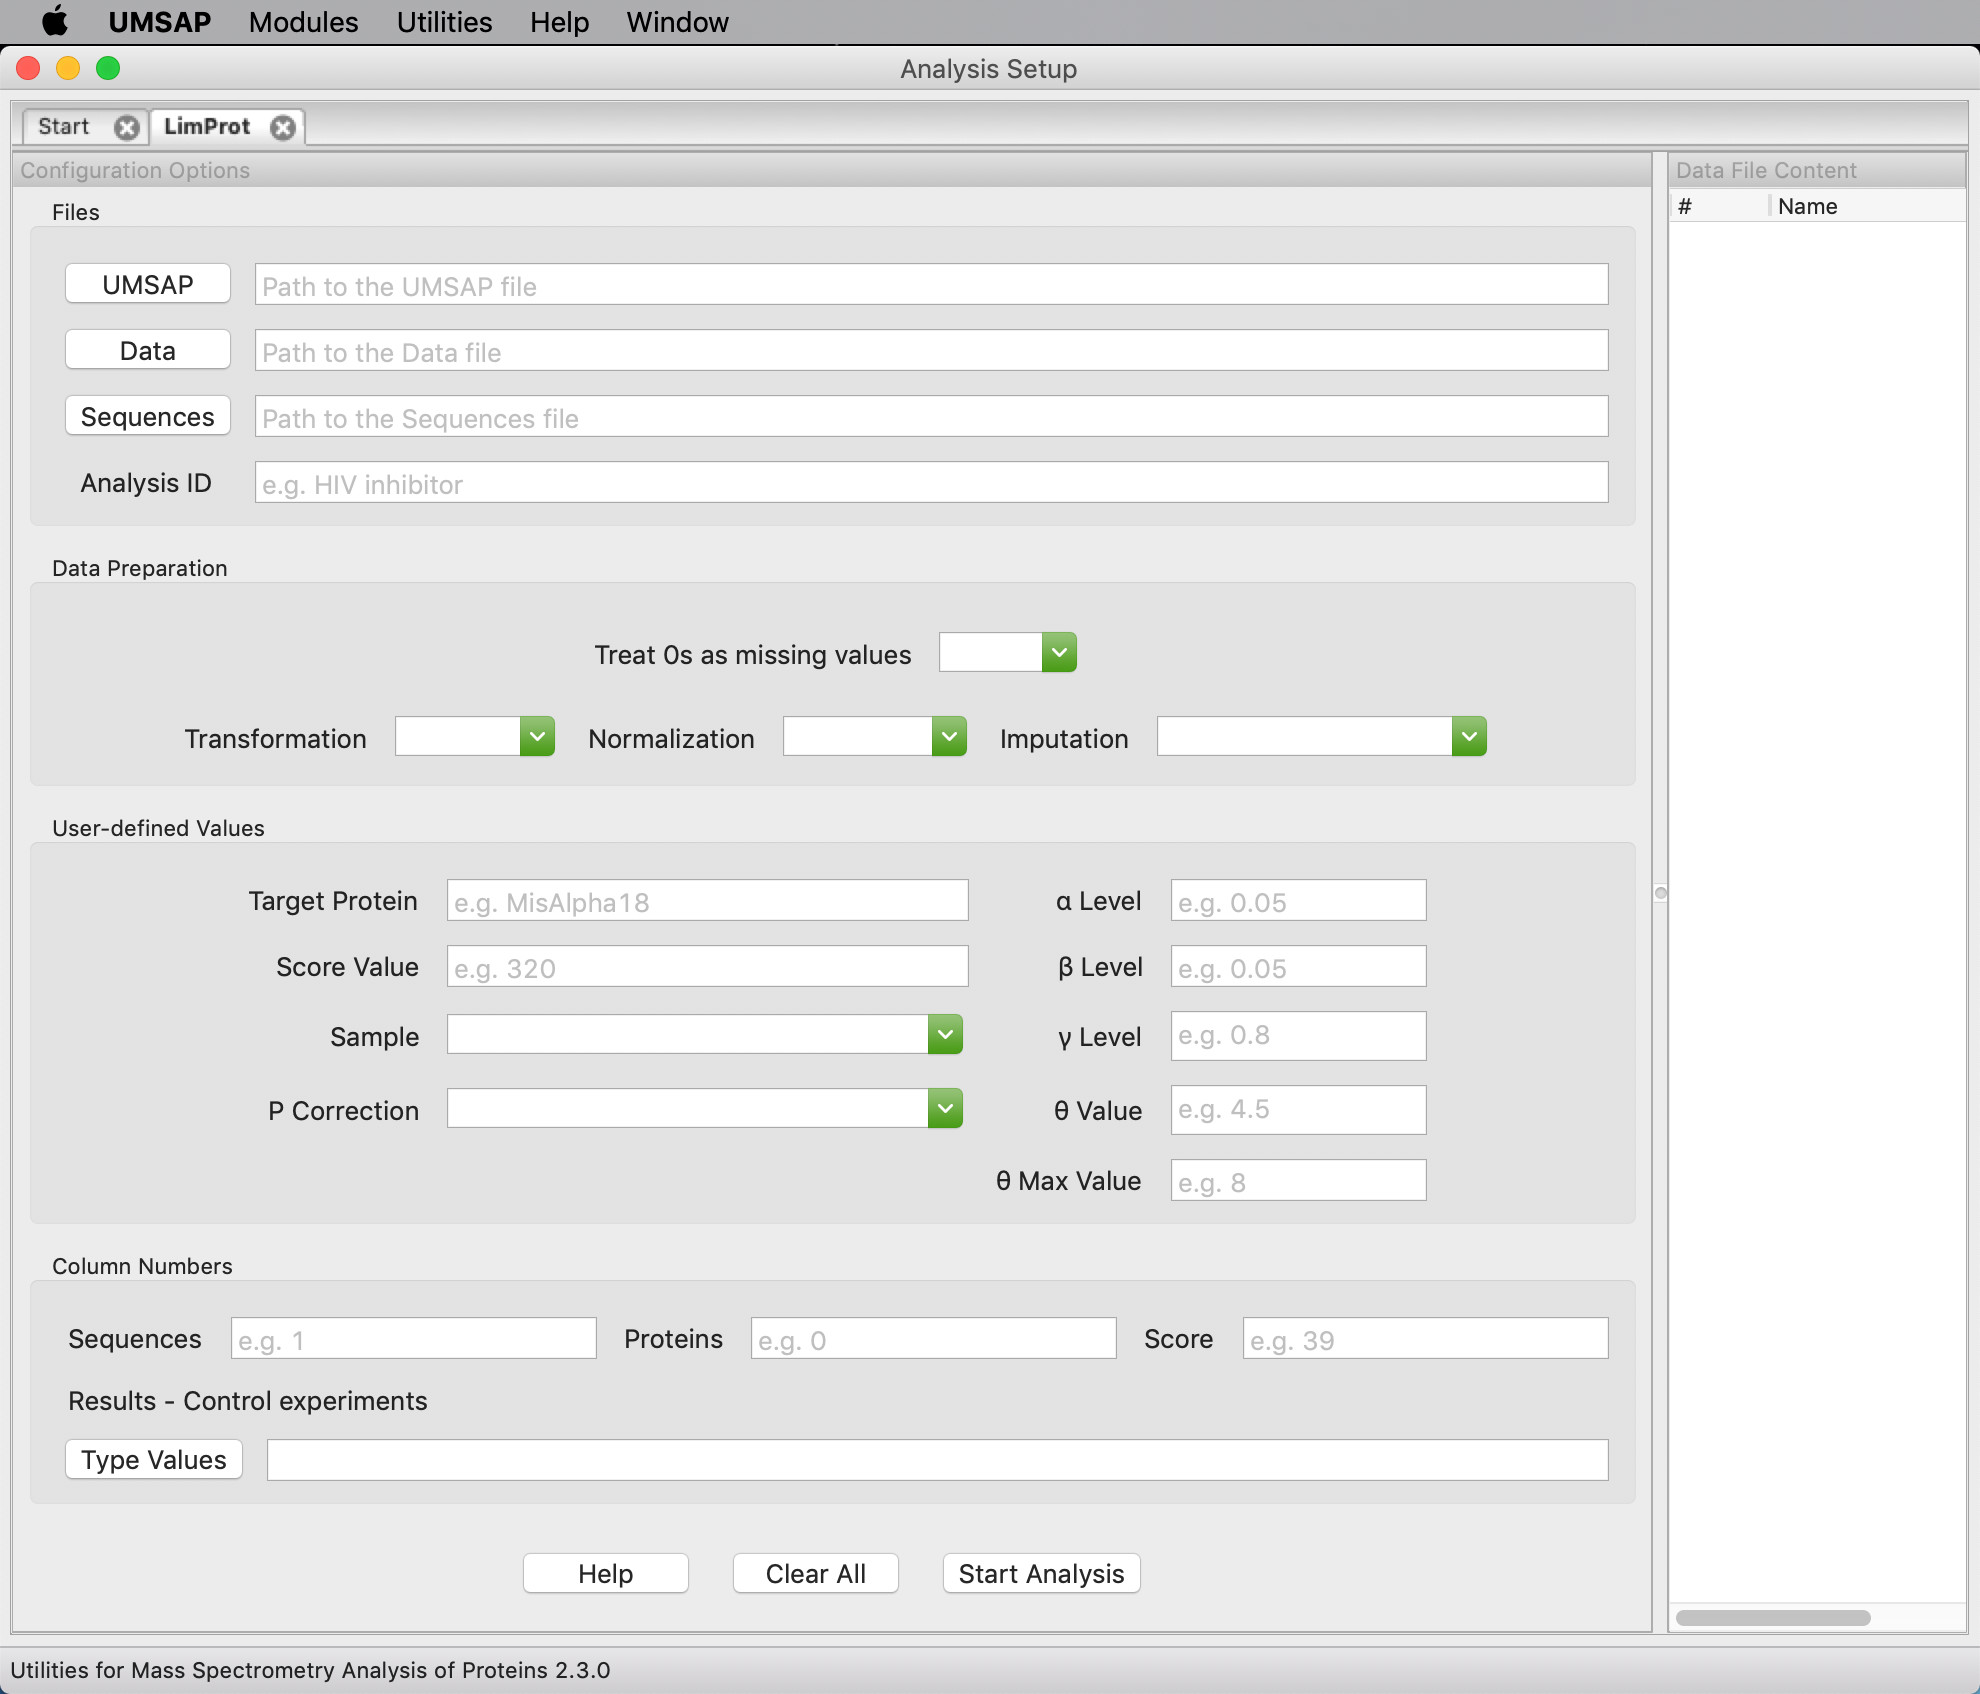 UMSAP Modules Utilities Help Window
Analysis Setup
Start LimProt
Configuration Options
Data File Content
# Name
Files
UMSAP Path to the UMSAP file
Data Path to the Data file
Sequences Path to the Sequences file
Analysis ID e.g. HIV inhibitor
Data Preparation
Treat 0s as missing values
Transformation Normalization Imputation
User-defined Values
Target Protein e.g. MisAlpha18 α Level e.g. 0.05
Score Value e.g. 320 β Level e.g. 0.05
Sample γ Level e.g. 0.8
P Correction θ Value e.g. 4.5
θ Max Value e.g. 8
Column Numbers
Sequences e.g. 1 Proteins e.g. 0 Score e.g. 39
Results - Control experiments
Type Values
Help Clear All Start Analysis
Utilities for Mass Spectrometry Analysis of Proteins 2.3.0